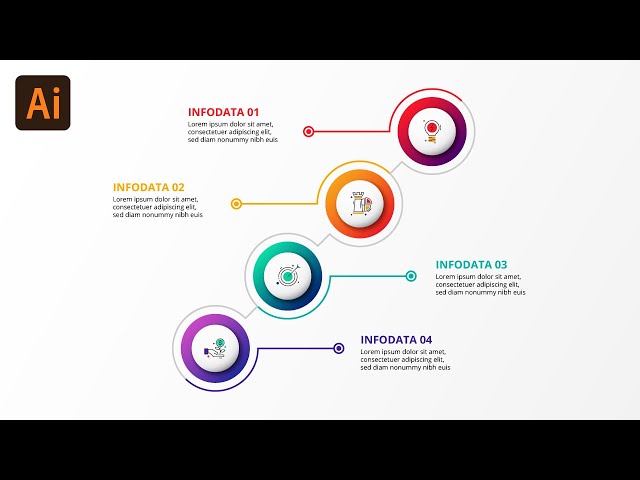 Ai
INFODATA 01
Lorem ipsum dolor sit amet,
consectetuer adipiscing elit,
sed diam nonummy nibh euis
INFODATA 02
Lorem ipsum dolor sit amet,
consectetuer adipiscing elit,
sed diam nonummy nibh euis
INFODATA 03
Lorem ipsum dolor sit amet,
consectetuer adipiscing elit,
sed diam nonummy nibh euis
INFODATA 04
Lorem ipsum dolor sit amet,
consectetuer adipiscing elit,
sed diam nonummy nibh euis